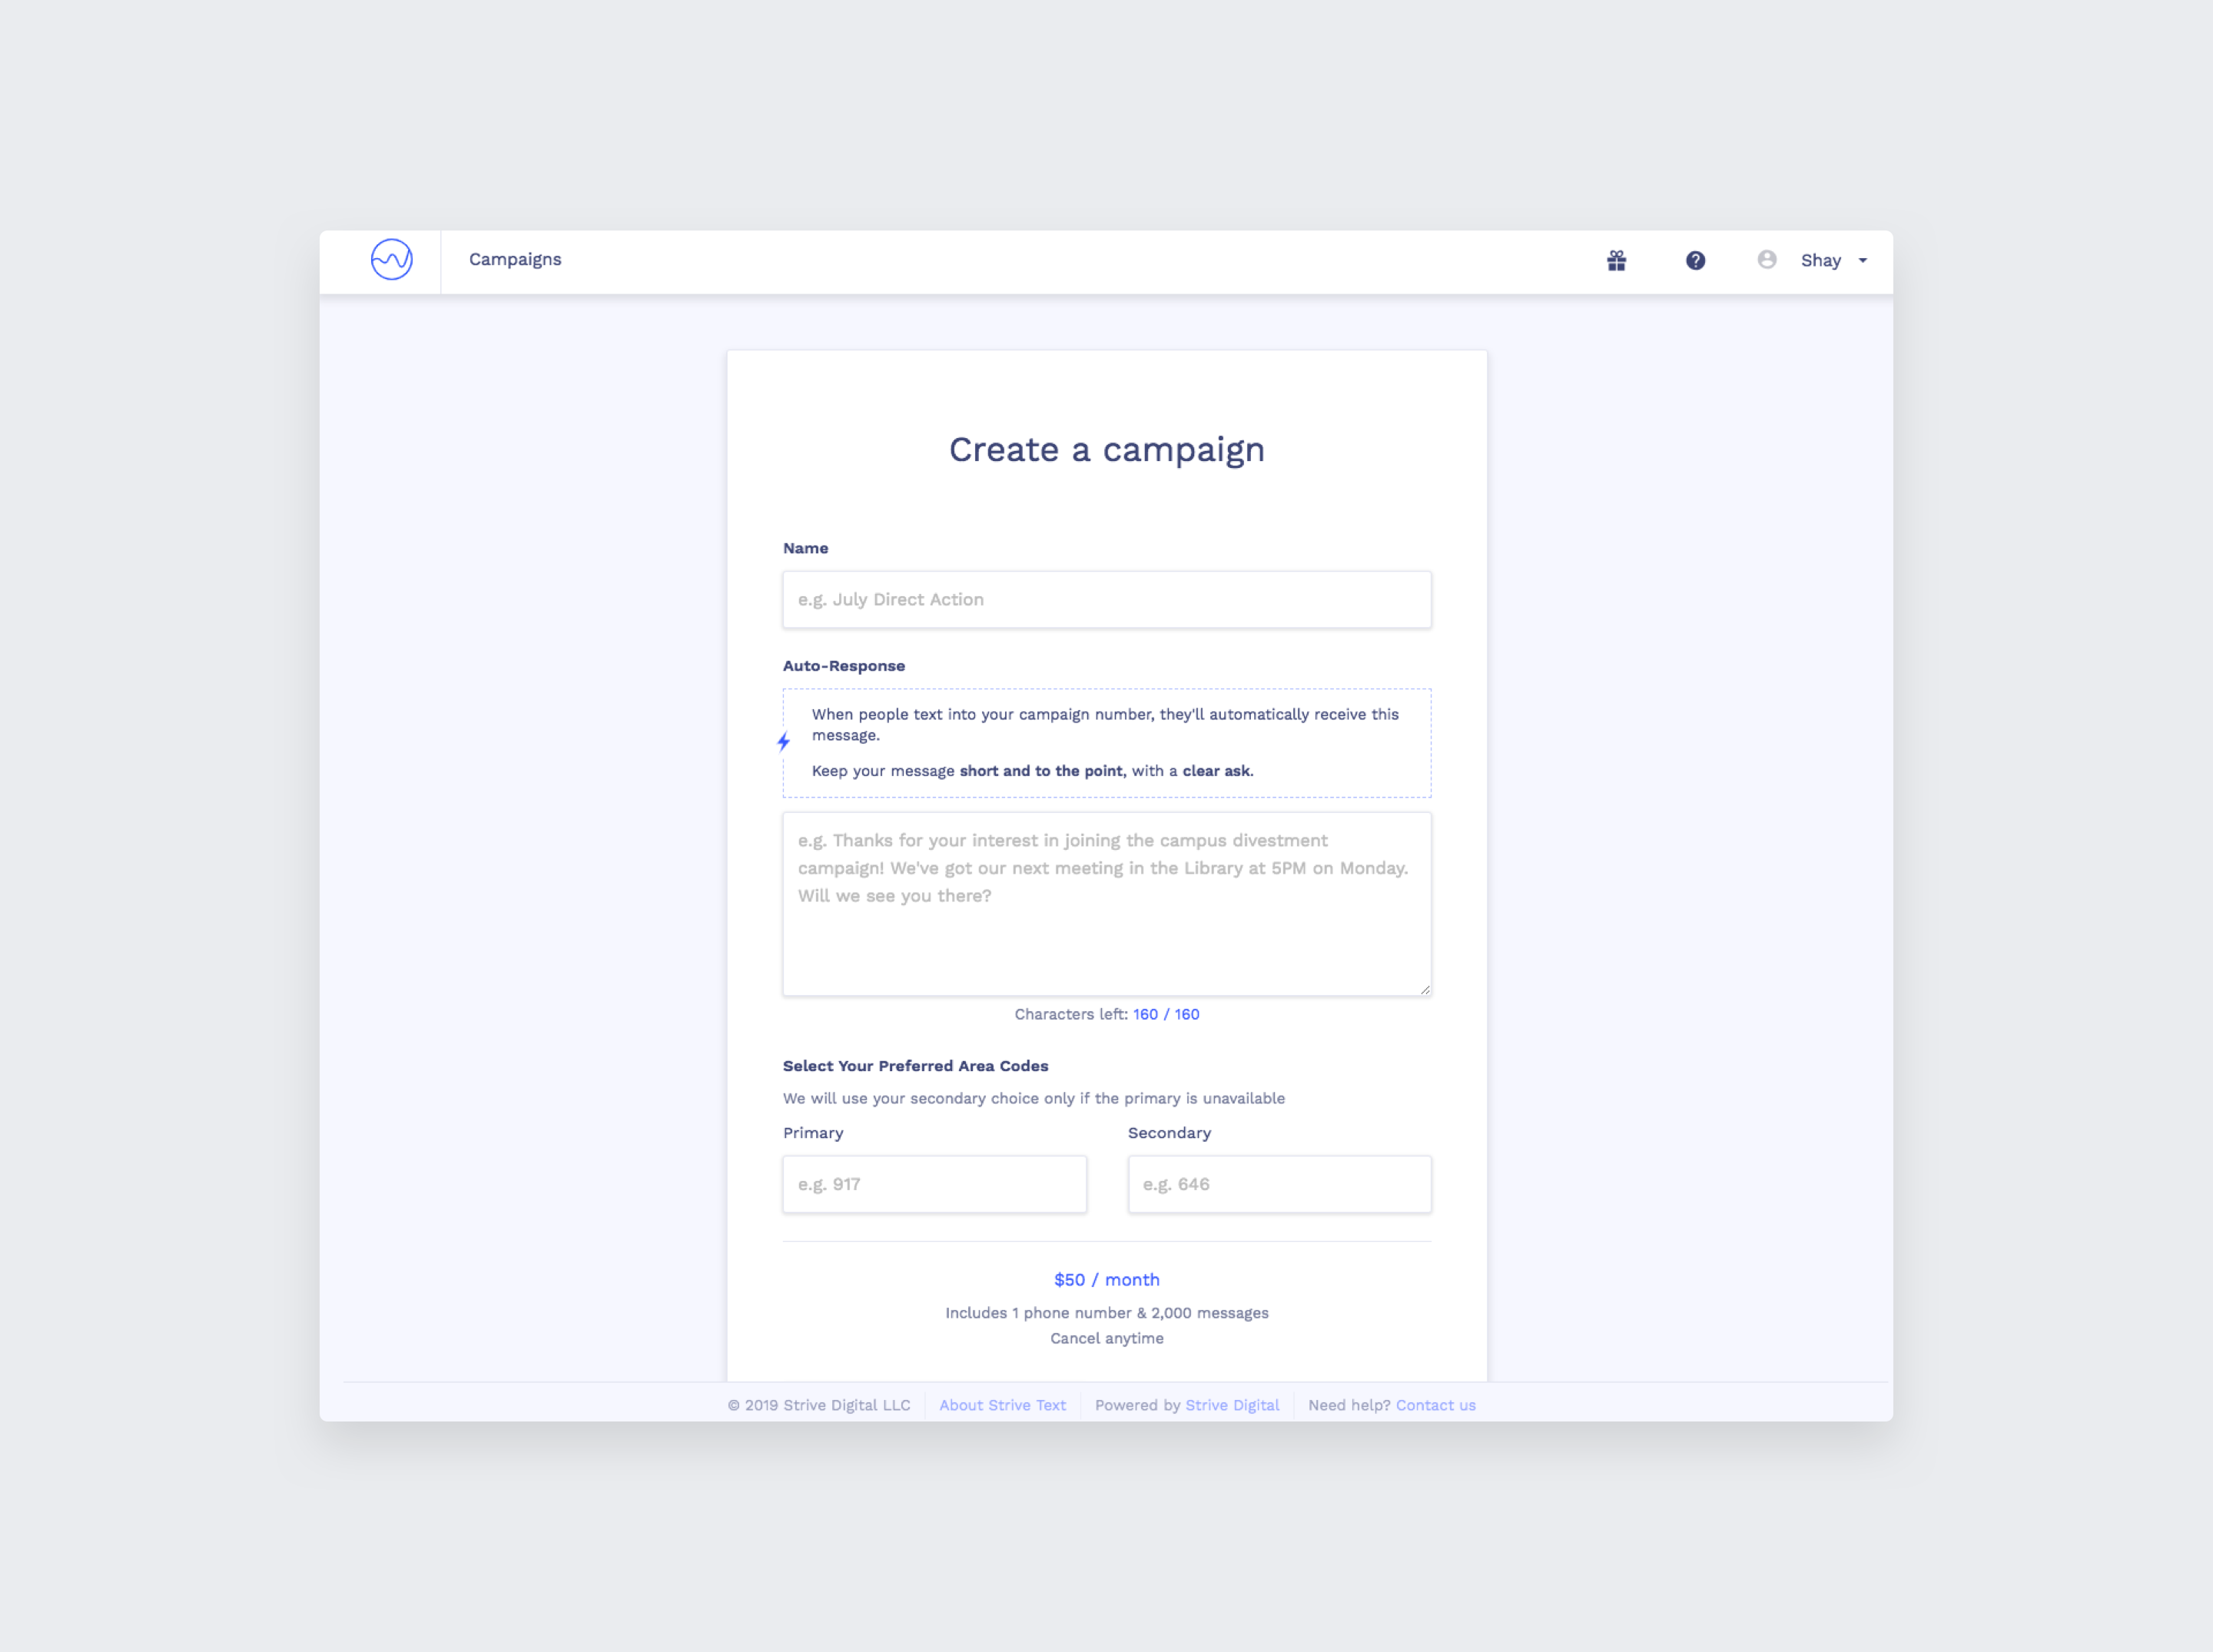 Campaigns
Shay
Create a campaign
Name
e.g. July Direct Action
Auto-Response
When people text into your campaign number, they'll automatically receive this
message.
Keep your message short and to the point, with a clear ask.
e.g. Thanks for your interest in joining the campus divestment
campaign! We've got our next meeting in the Library at 5PM on Monday.
Will we see you there?
Characters left: 160 / 160
Select Your Preferred Area Codes
We will use your secondary choice only if the primary is unavailable
Primary
Secondary
e.g. 917
e.g. 646
$50 / month
Includes 1 phone number & 2,000 messages
Cancel anytime
© 2019 Strive Digital LLC
About Strive Text
Powered by Strive Digital
Need help? Contact us